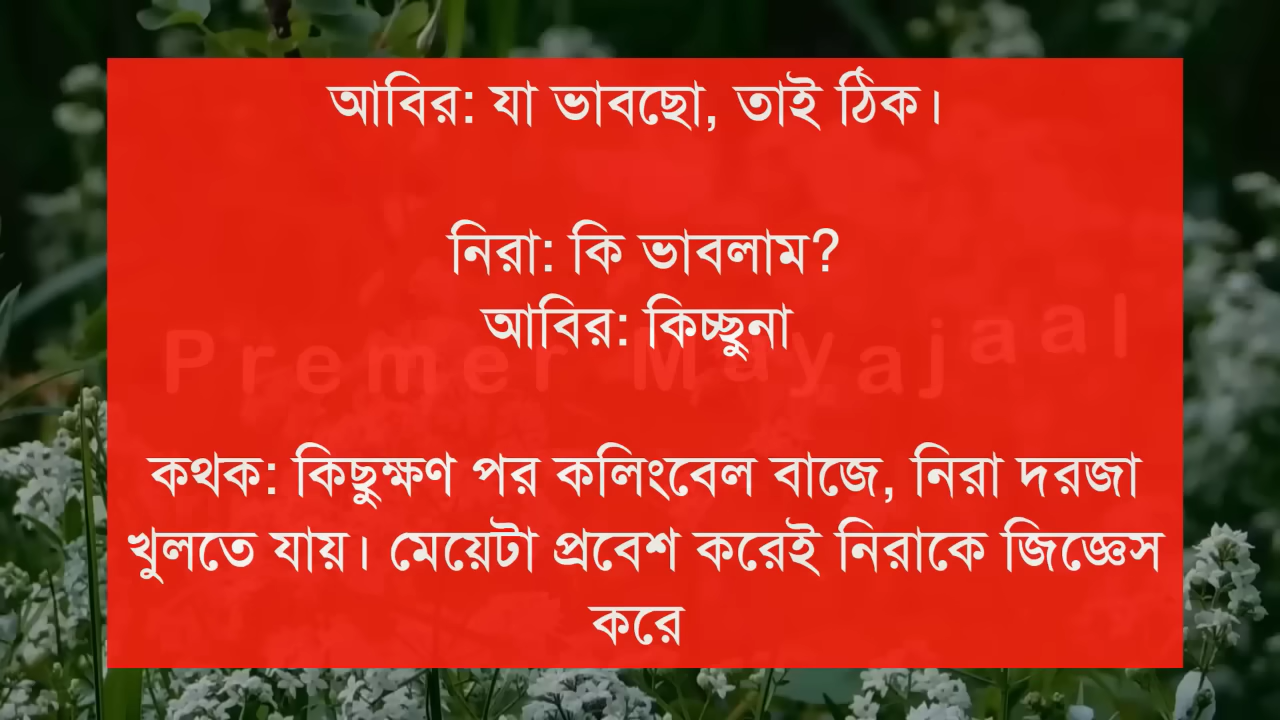 আবির: যা ভাবছো, তাই ঠিক।
নিরা: কি ভাবলাম?
আবির: কিচ্ছুনা
Premer Mayajaal
কথক: কিছুক্ষণ পর কলিংবেল বাজে, নিরা দরজা
খুলতে যায়। মেয়েটা প্রবেশ করেই নিরাকে জিজ্ঞেস
করে